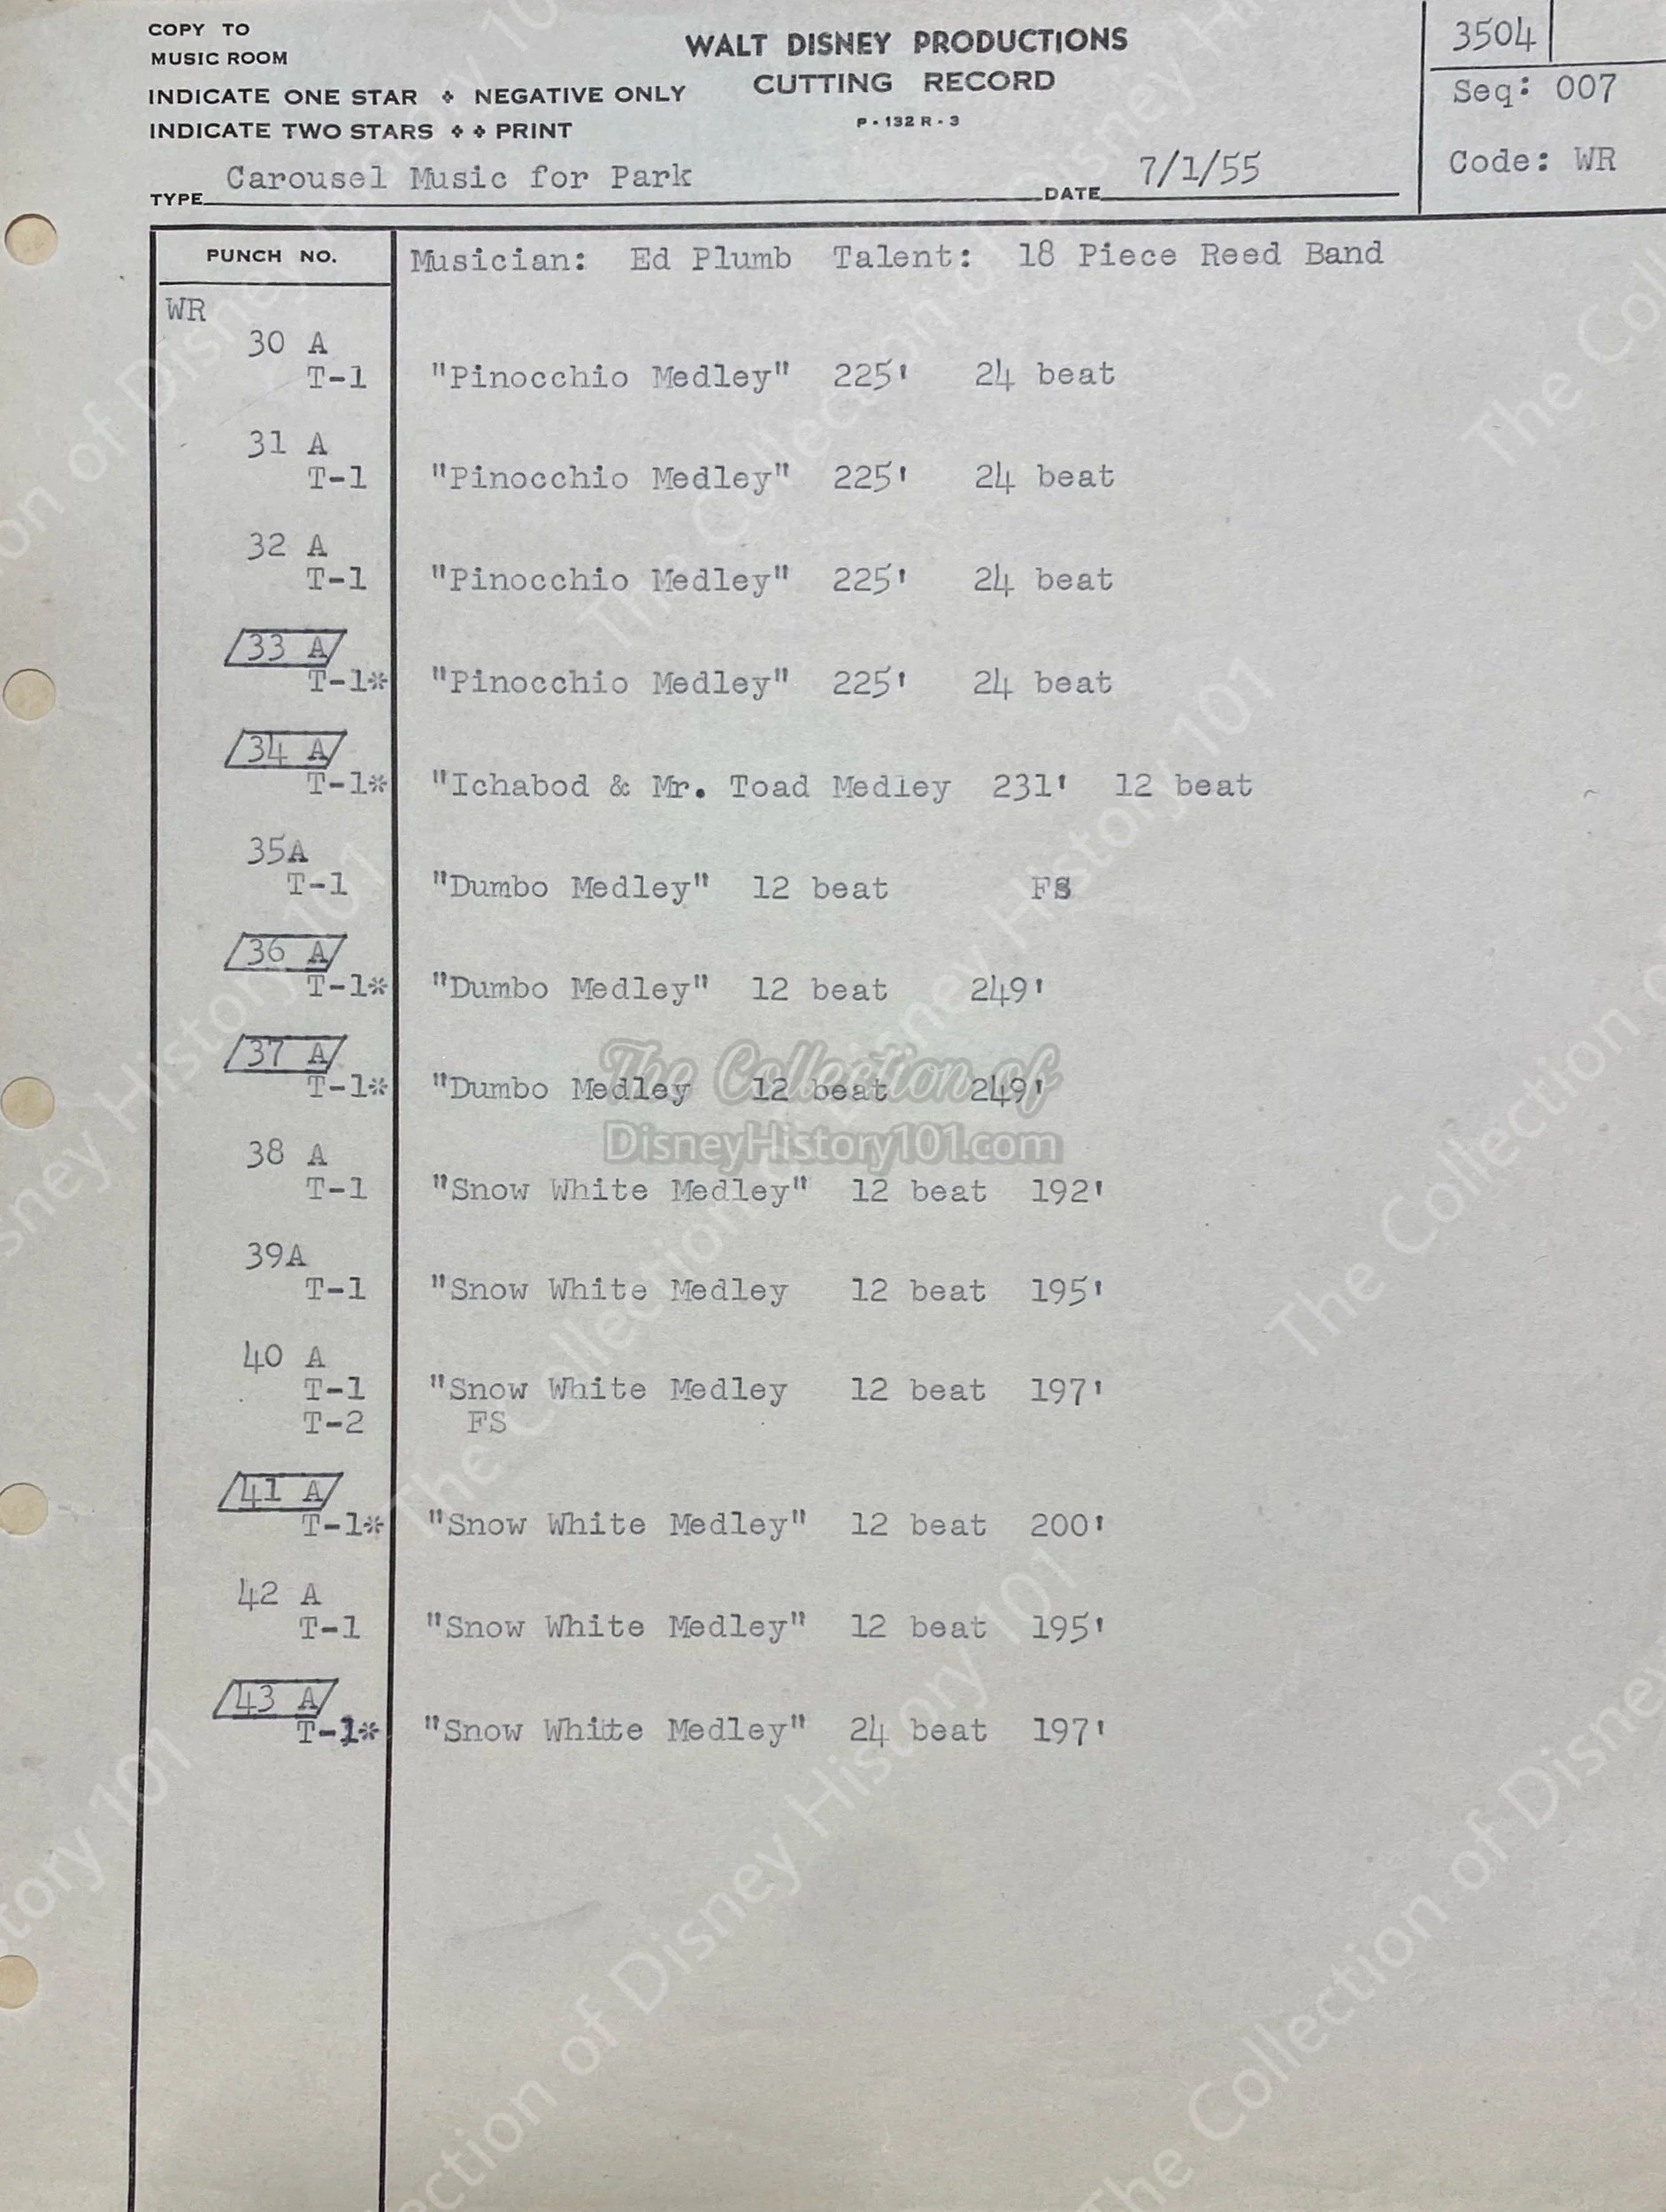 COPY TO
MUSIC ROOM
WALT DISNEY PRODUCTIONS
CUTTING RECORD
P - 132 R - 3
INDICATE ONE STAR ❖ NEGATIVE ONLY
INDICATE TWO STARS ❖ ❖ PRINT
3504
Seq: 007
Code: WR
TYPE Carousel Music for Park DATE 7/1/55
PUNCH NO. Musician: Ed Plumb Talent: 18 Piece Reed Band
WR
30 A
T-1 "Pinocchio Medley" 225' 24 beat
31 A
T-1 "Pinocchio Medley" 225' 24 beat
32 A
T-1 "Pinocchio Medley" 225' 24 beat
33 A
T-1* "Pinocchio Medley" 225' 24 beat
34 A
T-1* "Ichabod & Mr. Toad Medley 231' 12 beat
35A
T-1 "Dumbo Medley" 12 beat FS
36 A
T-1* "Dumbo Medley" 12 beat 249'
37 A
T-1* "Dumbo Medley 12 beat 249'
The Collection of
DisneyHistory101.com
38 A
T-1 "Snow White Medley" 12 beat 192'
39A
T-1 "Snow White Medley 12 beat 195'
40 A
T-1 "Snow White Medley 12 beat 197'
T-2 FS
41 A
T-1* "Snow White Medley" 12 beat 200'
42 A
T-1 "Snow White Medley" 12 beat 195'
43 A
T-1* "Snow White Medley" 24 beat 197'
The Collection of Disney History 101